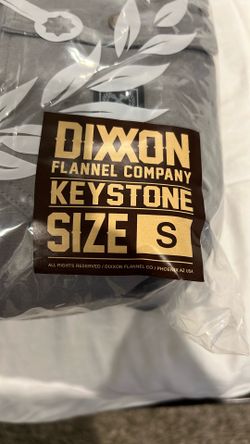 DIXXON
FLANNEL COMPANY
KEYSTONE
SIZE S
ALL RIGHTS RESERVED / DIXXON FLANNEL CO / PHOENIX AZ USA